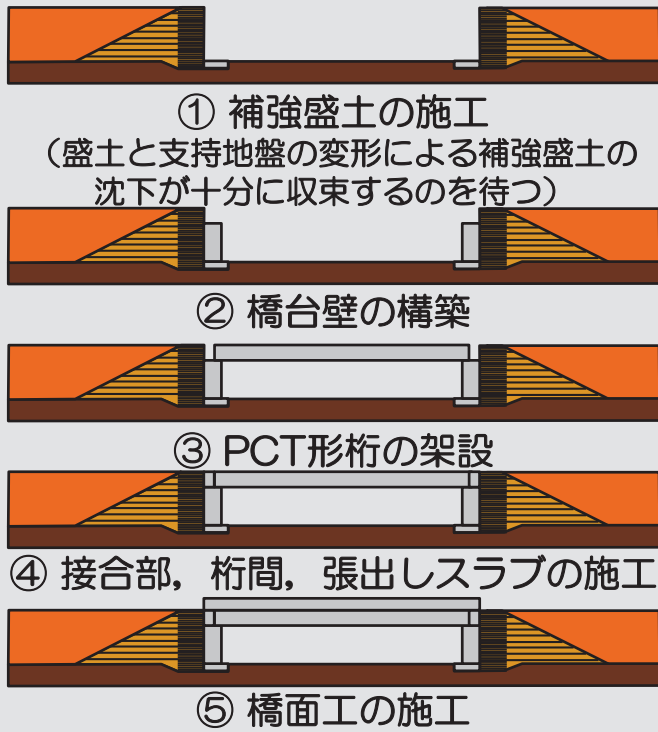 ① 補強盛土の施工
（盛土と支持地盤の変形による補強盛土の
沈下が十分に収束するのを待つ）
② 橋台壁の構築
③ PCT形桁の架設
④ 接合部，桁間，張出しスラブの施工
⑤ 橋面工の施工